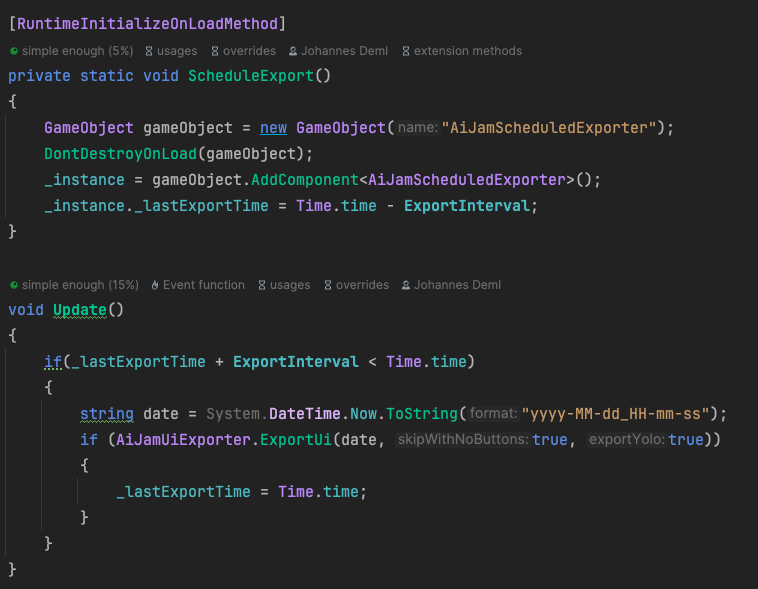 [RuntimeInitializeOnLoadMethod]
simple enough (5%) usages overrides Johannes Deml extension methods
private static void ScheduleExport()
{
GameObject gameObject = new GameObject(name:"AiJamScheduledExporter");
DontDestroyOnLoad(gameObject);
_instance = gameObject.AddComponent<AiJamScheduledExporter>();
_instance._lastExportTime = Time.time - ExportInterval;
}
simple enough (15%) Event function usages overrides Johannes Deml
void Update()
{
if(_lastExportTime + ExportInterval < Time.time)
{
string date = System.DateTime.Now.ToString(format:"yyyy-MM-dd_HH-mm-ss");
if (AiJamUiExporter.ExportUi(date, skipWithNoButtons:true, exportYolo:true))
{
_lastExportTime = Time.time;
}
}
}